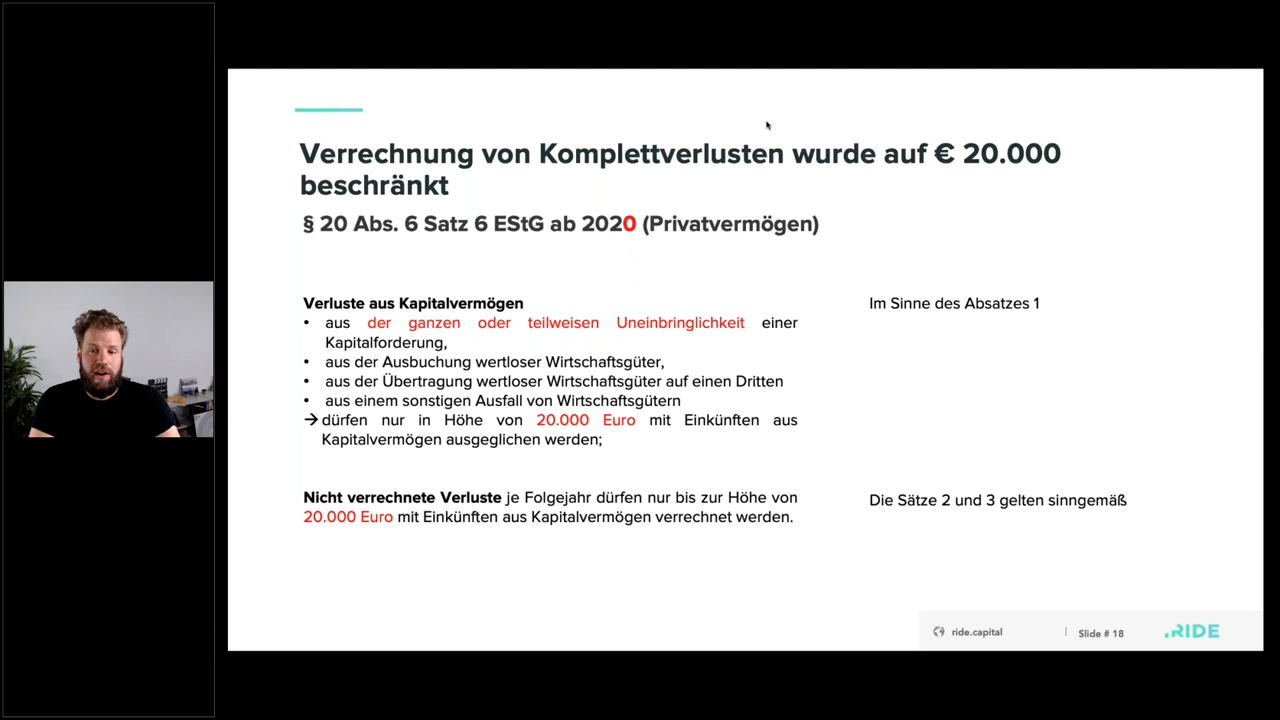 Verrechnung von Komplettverlusten wurde auf € 20.000
beschränkt
§ 20 Abs. 6 Satz 6 EStG ab 2020 (Privatvermögen)
Verluste aus Kapitalvermögen
• aus der ganzen oder teilweisen Uneinbringlichkeit einer
Kapitalforderung,
• aus der Ausbuchung wertloser Wirtschaftsgüter,
• aus der Übertragung wertloser Wirtschaftsgüter auf einen Dritten
• aus einem sonstigen Ausfall von Wirtschaftsgütern
→ dürfen nur in Höhe von 20.000 Euro mit Einkünften aus
Kapitalvermögen ausgeglichen werden;
Im Sinne des Absatzes 1
Nicht verrechnete Verluste je Folgejahr dürfen nur bis zur Höhe von
20.000 Euro mit Einkünften aus Kapitalvermögen verrechnet werden.
Die Sätze 2 und 3 gelten sinngemäß
ride.capital | Slide # 18 .RIDE